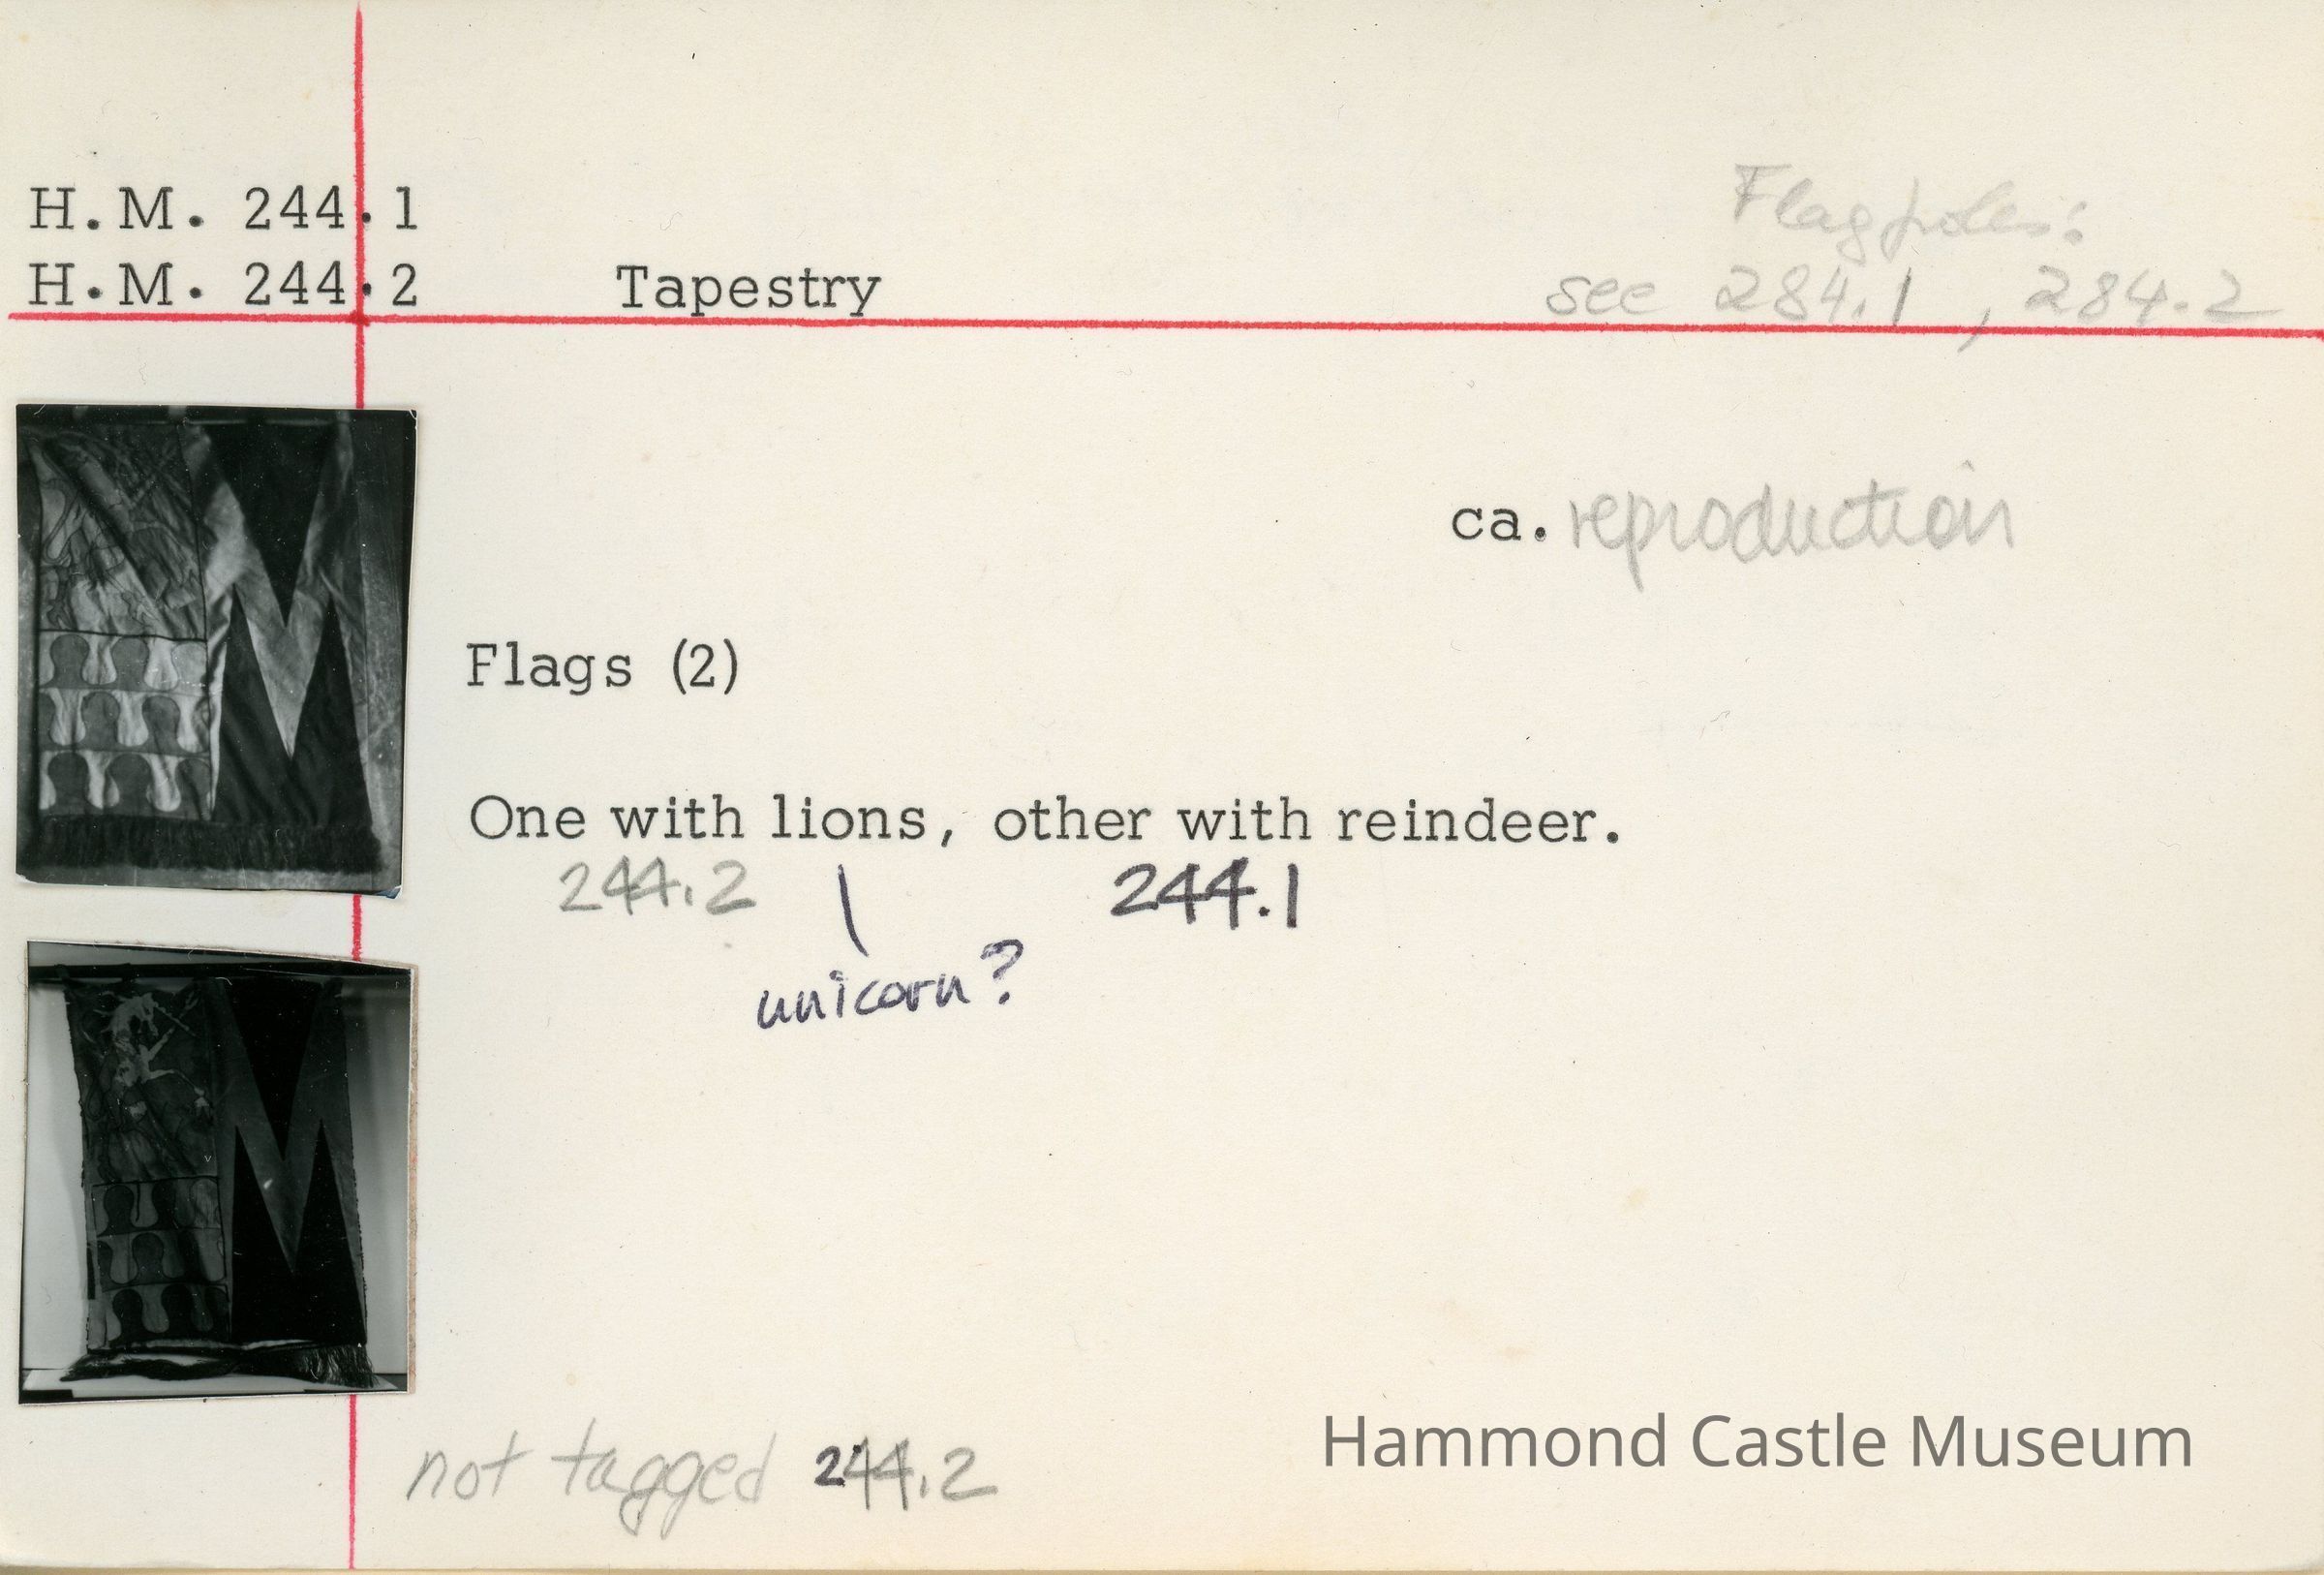 H.M. 244.1
Flagpoles:
H.M. 244.2 Tapestry
see 284.1 , 284.2
ca. reproduction
Flags (2)
One with lions, other with reindeer.
244.2 244.1
unicorn?
not tagged 244.2
Hammond Castle Museum